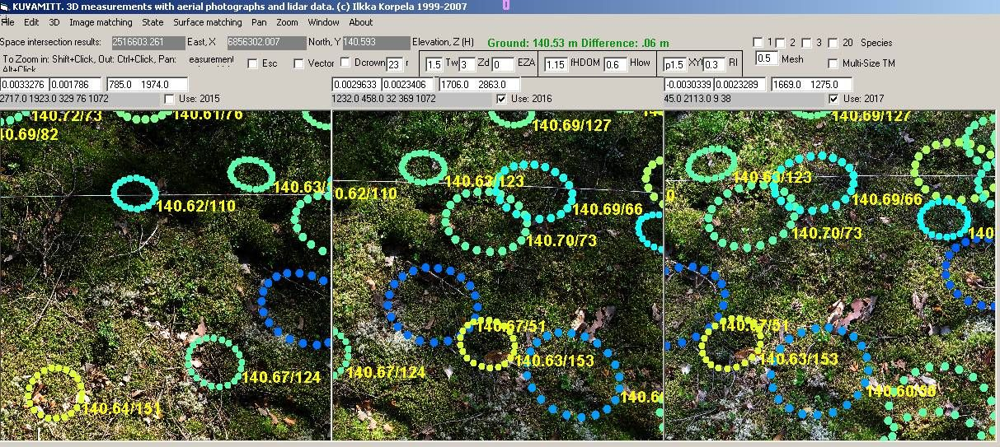 KUVAMITT. 3D measurements with aerial photographs and lidar data. (c) Ilkka Korpela 1999-2007
File Edit 3D Image matching State Surface matching Pan Zoom Window About
Space intersection results: 2516603.261 East, X 6856302.007 North, Y 140.593 Elevation, Z (H) Ground: 140.53 m Difference: .06 m 1 2 3 20 Species
To Zoom in: Shift+Click, Out: Ctrl+Click, Pan: Alt+Click easurement Esc Vector Dcrown 23 r 1.5 Tw 3 Zd 0 EZA 1.15 fHDOM 0.6 Hlow p1.5 XY 0.3 RI 0.5 Mesh Multi-Size TM
0.0033276 0.001786 785.0 1974.0 0.0029633 0.0023406 1706.0 2863.0 -0.0030339 0.0023289 1669.0 1275.0
2717.0 1923.0 329 76 1072 Use: 2015 1232.0 458.0 32 369 1072 Use: 2016 45.0 2113.0 9 38 Use: 2017
140.72/73 140.61/76 140.69/127 140.69/127
0.69/82
140.63/ 140.63/123 140.63/123
140.62/110 0.62/110 140.69/66 0 140.69/66
140.70/73 140.70/73 140
140.67/51 140.67/51
140.63/153 140.63/153
140.67/124 140.67/124
140.64/151 140.6 140.60/68